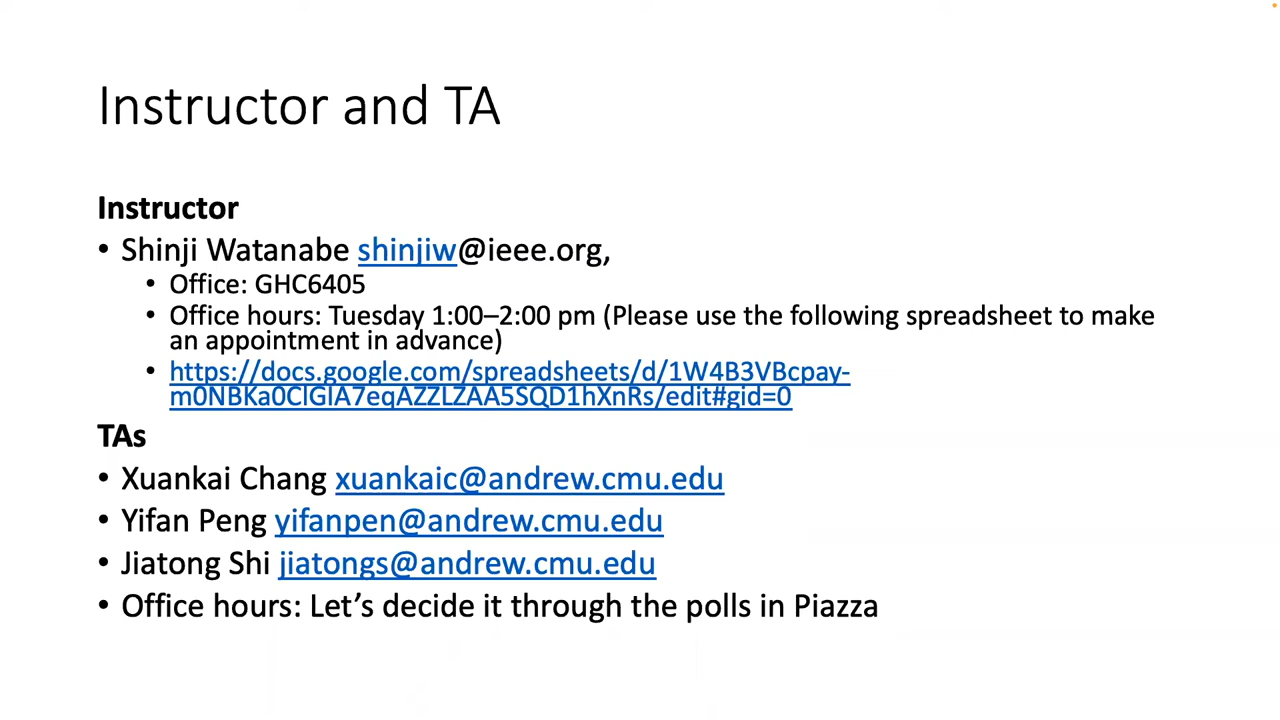 Instructor and TA
Instructor
• Shinji Watanabe shinjiw@ieee.org,
• Office: GHC6405
• Office hours: Tuesday 1:00–2:00 pm (Please use the following spreadsheet to make
an appointment in advance)
• https://docs.google.com/spreadsheets/d/1W4B3VBcpay-
m0NBKa0ClGlA7eqAZZLZAA5SQD1hXnRs/edit#gid=0
TAs
• Xuankai Chang xuankaic@andrew.cmu.edu
• Yifan Peng yifanpen@andrew.cmu.edu
• Jiatong Shi jiatongs@andrew.cmu.edu
• Office hours: Let’s decide it through the polls in Piazza